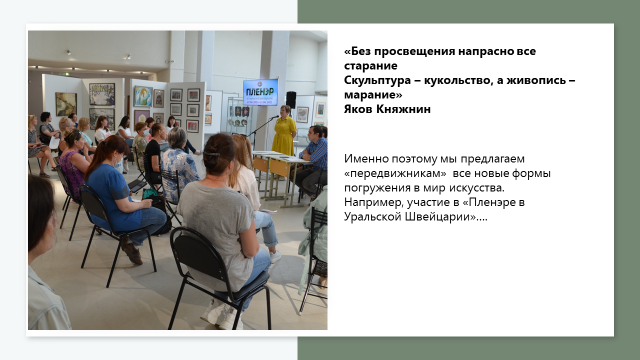 ПЛЕНЭР
«Без просвещения напрасно все
старание
Скульптура – кукольство, а живопись –
марание»
Яков Княжнин
Именно поэтому мы предлагаем
«передвижникам»  все новые формы
погружения в мир искусства.
Например, участие в «Пленэре в
Уральской Швейцарии»....